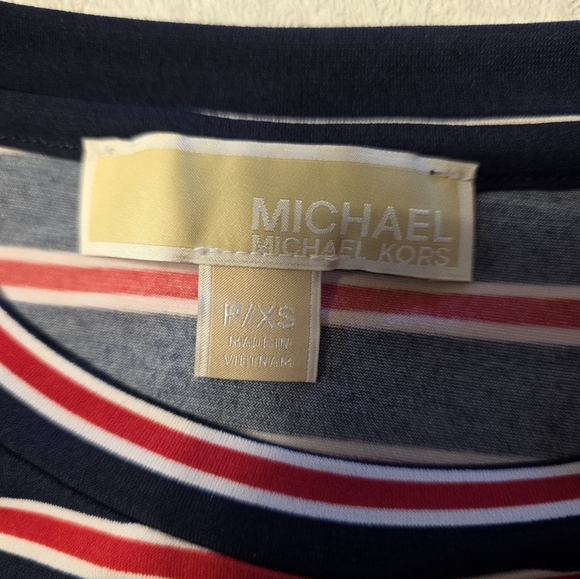 MICHAEL
MICHAEL KORS
P/XS
MADE IN
VIETNAM